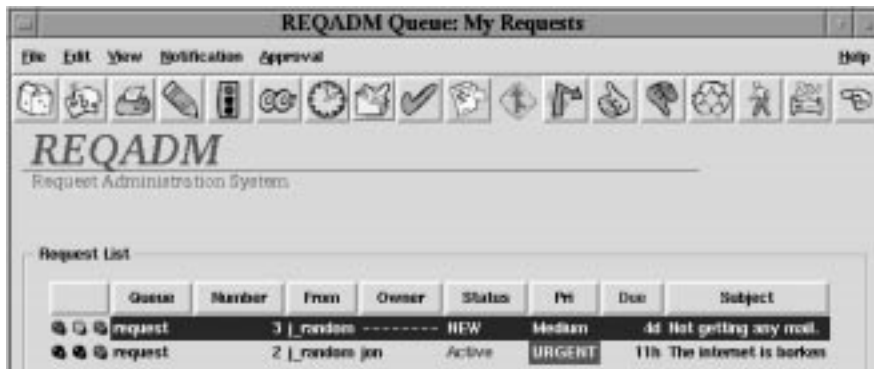 REQADM Queue: My Requests
File Edit View Notification Approval Help
REQADM
Request Administration System
Request List
Queue Number From Owner Status Pri Due Subject
request 3 j_random -------- NEW Medium 4d Not getting any mail.
request 2 j_random jon Active URGENT 11h The internet is borken